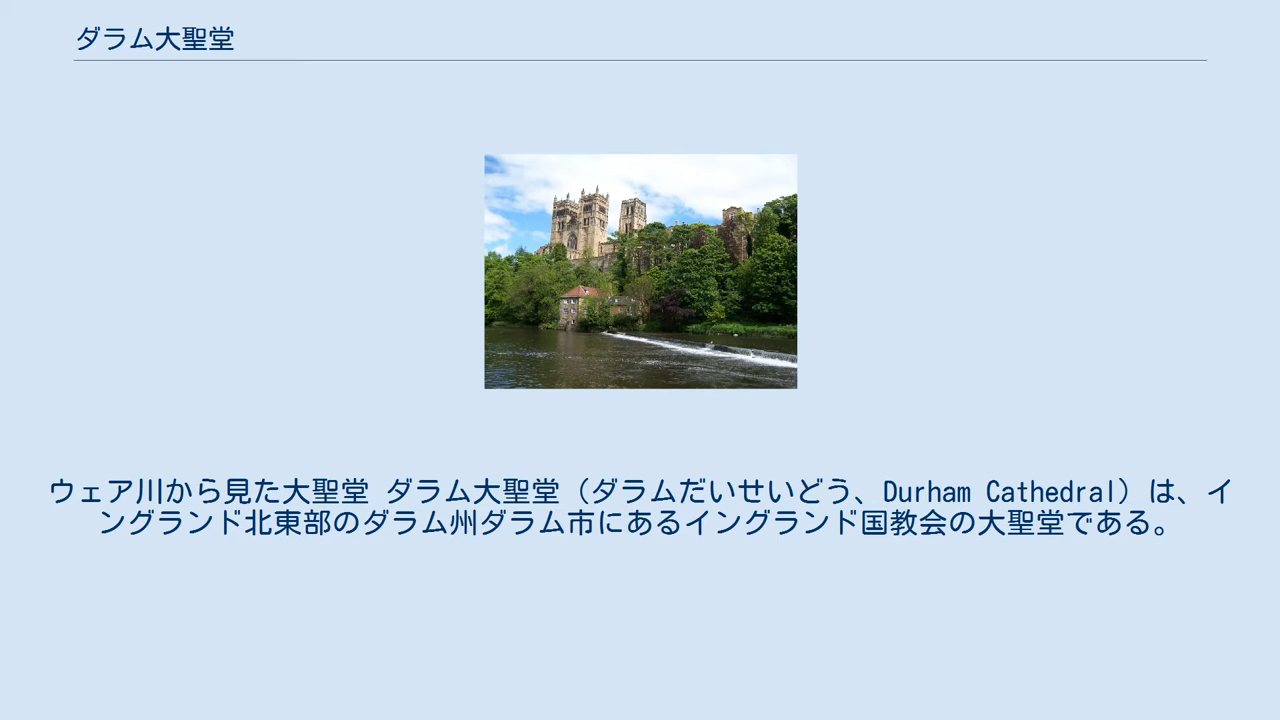 ダラム大聖堂
ウェア川から見た大聖堂 ダラム大聖堂（ダラムだいせいどう、Durham Cathedral）は、イ
ングランド北東部のダラム州ダラム市にあるイングランド国教会の大聖堂である。